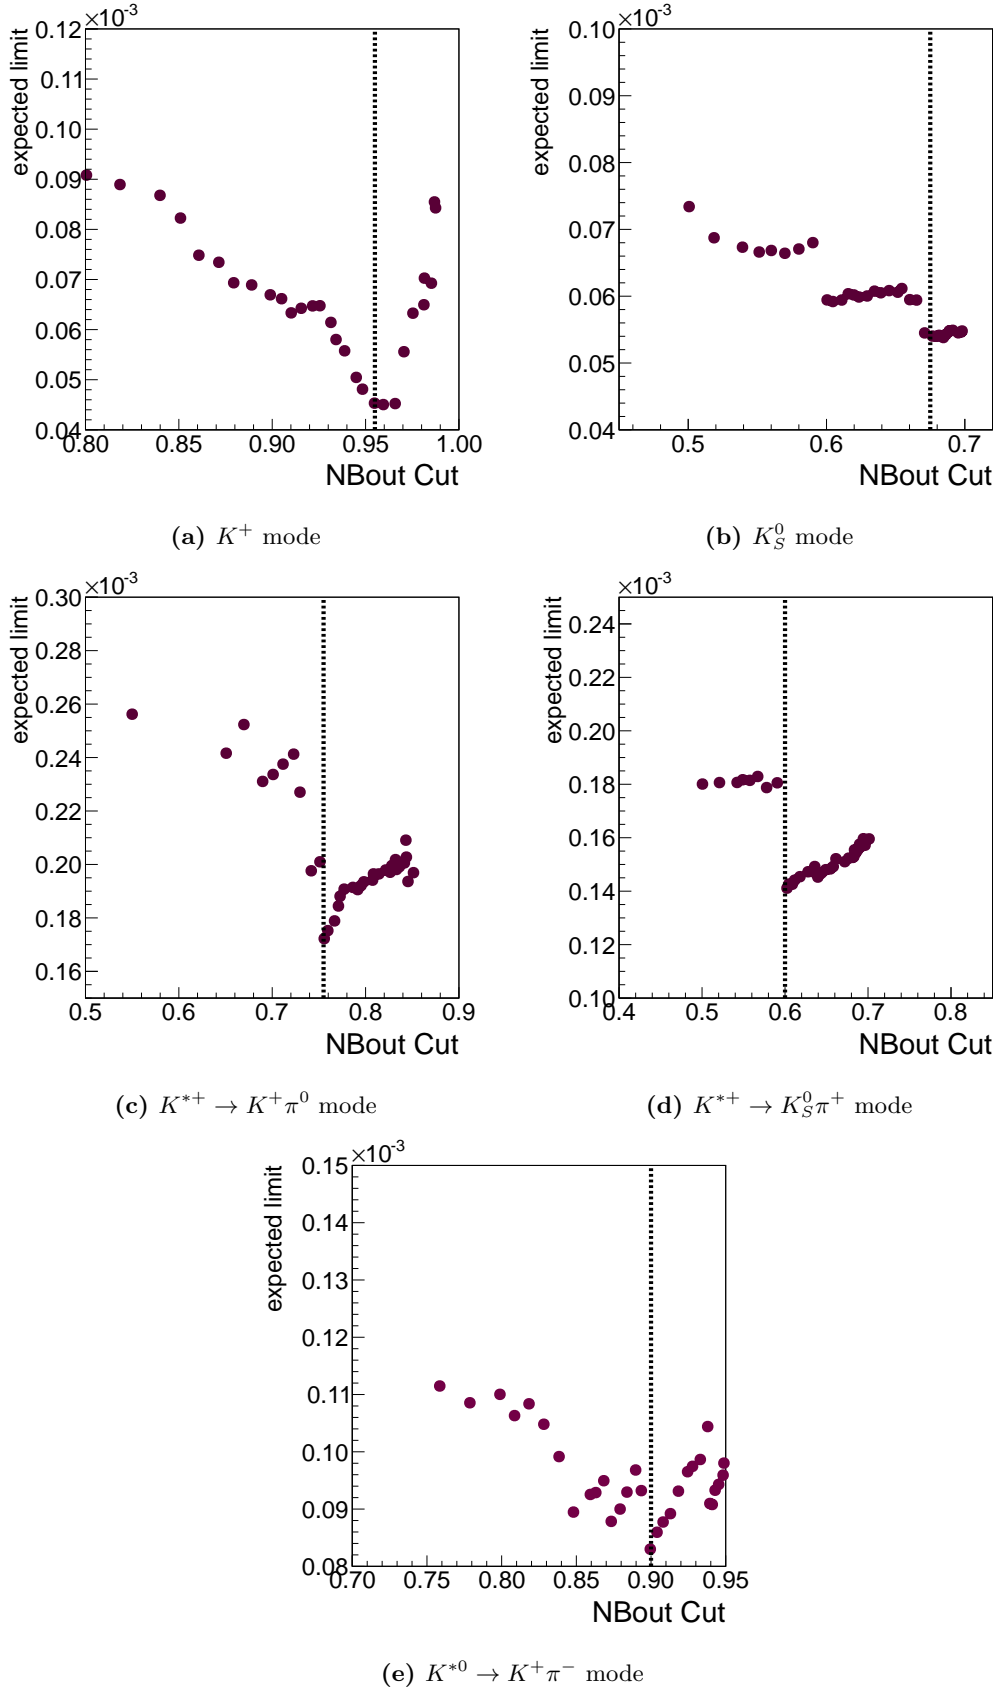 ×10-3
expected limit
0.12
0.11
0.10
0.09
0.08
0.07
0.06
0.05
0.04
0.80 0.85 0.90 0.95 1.00
NBout Cut
(a) K+ mode
×10-3
expected limit
0.10
0.09
0.08
0.07
0.06
0.05
0.04
0.5 0.6 0.7
NBout Cut
(b) K0S mode
×10-3
expected limit
0.30
0.28
0.26
0.24
0.22
0.20
0.18
0.16
0.5 0.6 0.7 0.8 0.9
NBout Cut
(c) K*+ → K+π0 mode
×10-3
expected limit
0.24
0.22
0.20
0.18
0.16
0.14
0.12
0.10
0.4 0.5 0.6 0.7 0.8
NBout Cut
(d) K*+ → K0Sπ+ mode
×10-3
expected limit
0.15
0.14
0.13
0.12
0.11
0.10
0.09
0.08
0.70 0.75 0.80 0.85 0.90 0.95
NBout Cut
(e) K*0 → K+π− mode